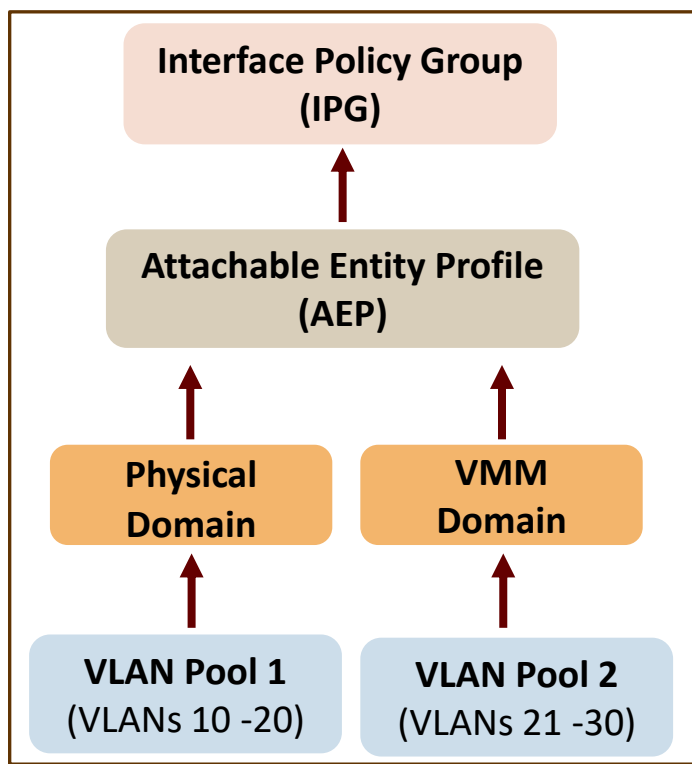 Interface Policy Group
(IPG)
Attachable Entity Profile
(AEP)
Physical
Domain
VMM
Domain
VLAN Pool 1
(VLANs 10 -20)
VLAN Pool 2
(VLANs 21 -30)